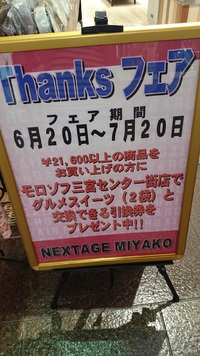 Thanks フェア
フェア期間
6月20日〜7月20日
¥21,600以上の商品を
お買い上げの方に
モロゾフ三宮センター街店で
グルメスイーツ(2袋)と
交換できる引換券を
プレゼント中!!
NEXTAGE MIYAKO